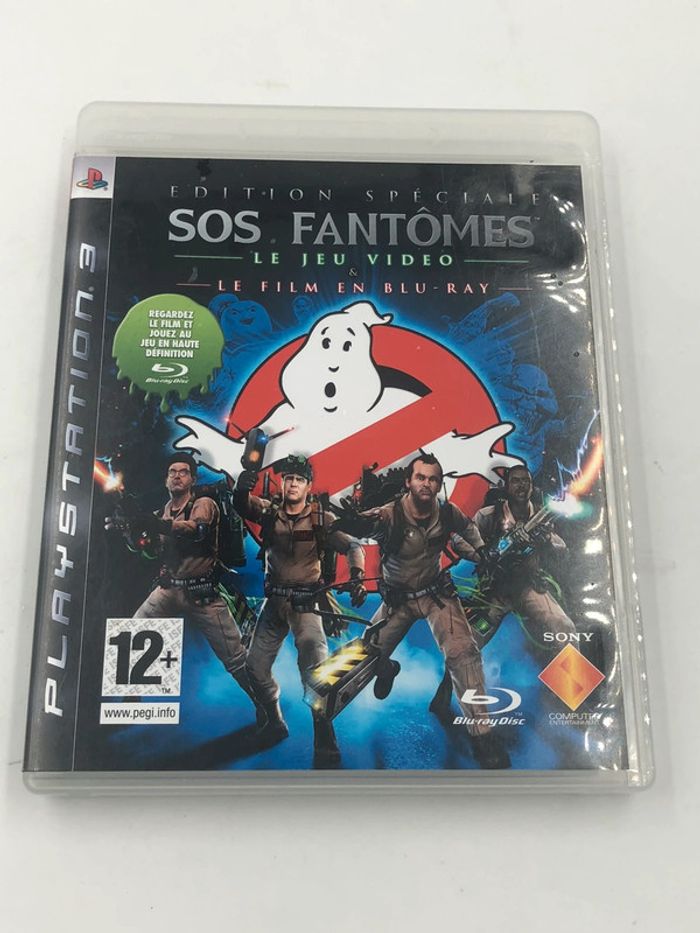 PLAYSTATION 3
EDITION SPÉCIALE
SOS FANTÔMES™
LE JEU VIDEO
&
LE FILM EN BLU-RAY
REGARDEZ
LE FILM ET
JOUEZ AU
JEU EN HAUTE
DÉFINITION
Blu-ray Disc
12+
www.pegi.info
Blu-ray Disc
SONY
COMPUTER
ENTERTAINMENT